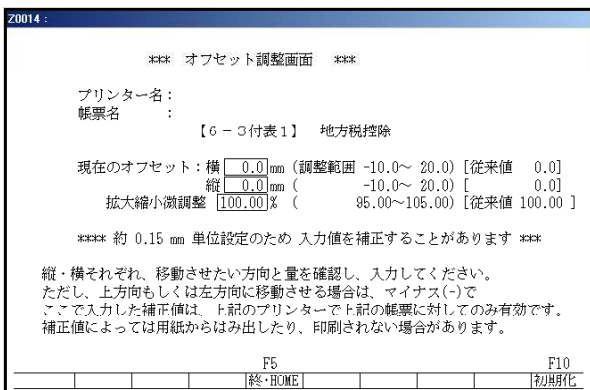 Z0014：
*** オフセット調整画面 ***
プリンター名：
帳票名 ：
【６－３付表１】 地方税控除
現在のオフセット：横 0.0 mm (調整範囲 -10.0～ 20.0) [従来値 0.0]
縦 0.0 mm ( -10.0～ 20.0) [ 0.0]
拡大縮小微調整 100.00 % ( 95.00～105.00) [従来値 100.00 ]
**** 約 0.15 mm 単位設定のため 入力値を補正することがあります ***
縦・横それぞれ、移動させたい方向と量を確認し、入力してください。
ただし、上方向もしくは左方向に移動させる場合は、マイナス(-)で
ここで入力した補正値は、上記のプリンターで上記の帳票に対してのみ有効です。
補正値によっては用紙からはみ出したり、印刷されない場合があります。
F5 F10
終・HOME 初期化